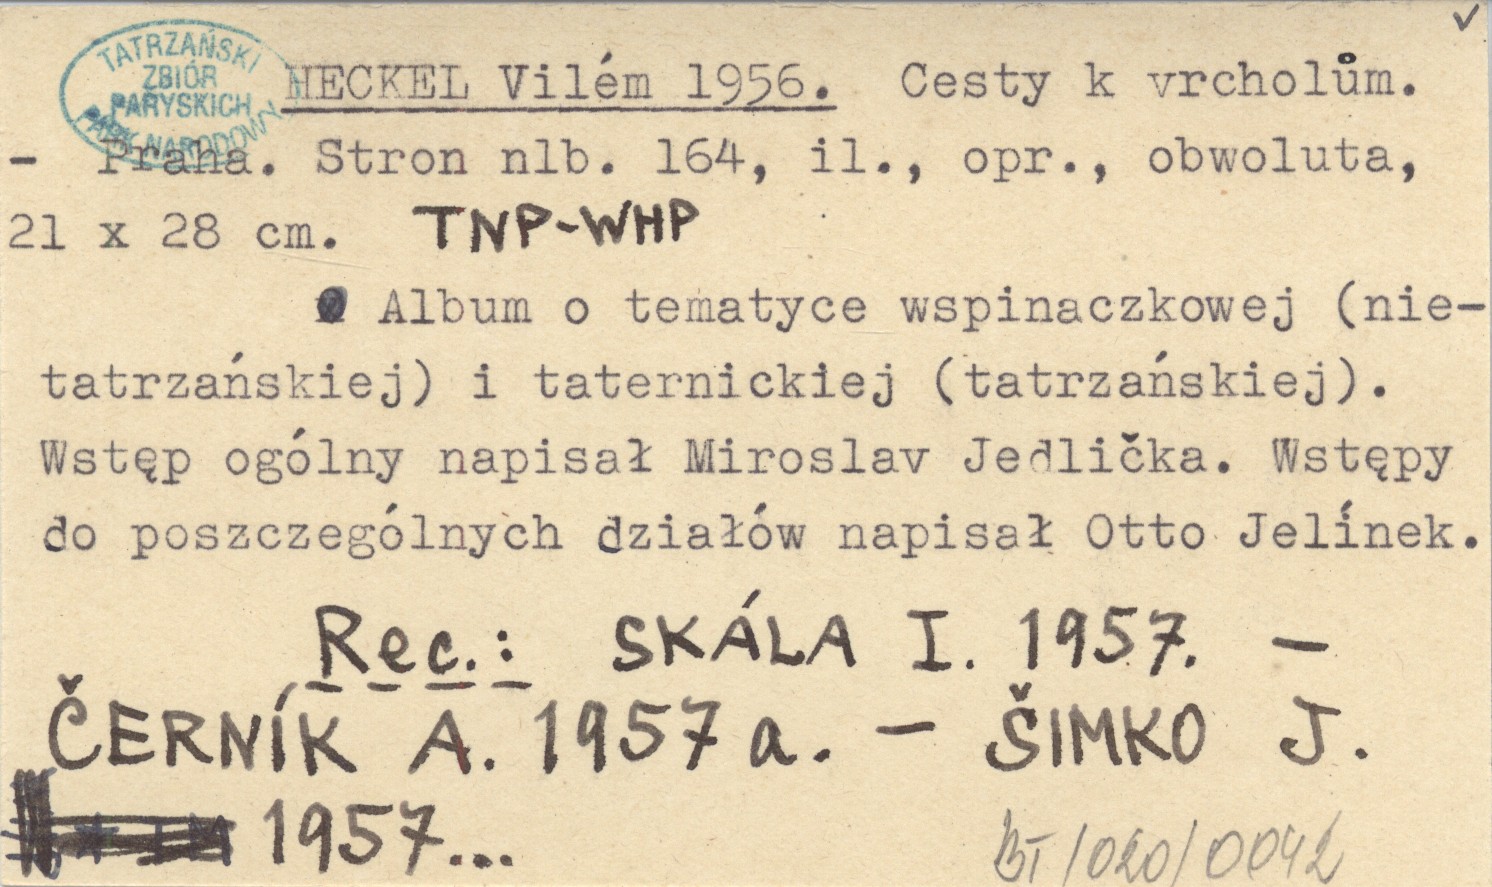 ✓
TATRZAŃSKI
ZBIÓR
PARYSKICH
PARK NARODOWY
HECKEL Vilém 1956. Cesty k vrcholům.
- Praha. Stron nlb. 164, il., opr., obwoluta,
21 x 28 cm. TNP-WHP
Album o tematyce wspinaczkowej (nie-
tatrzańskiej) i taternickiej (tatrzańskiej).
Wstęp ogólny napisał Miroslav Jedlička. Wstępy
do poszczególnych działów napisał Otto Jelínek.
Rec.: SKÁLA I. 1957. —
ČERNÍK A. 1957a. — ŠIMKO J.
1957...
BT/020/0042